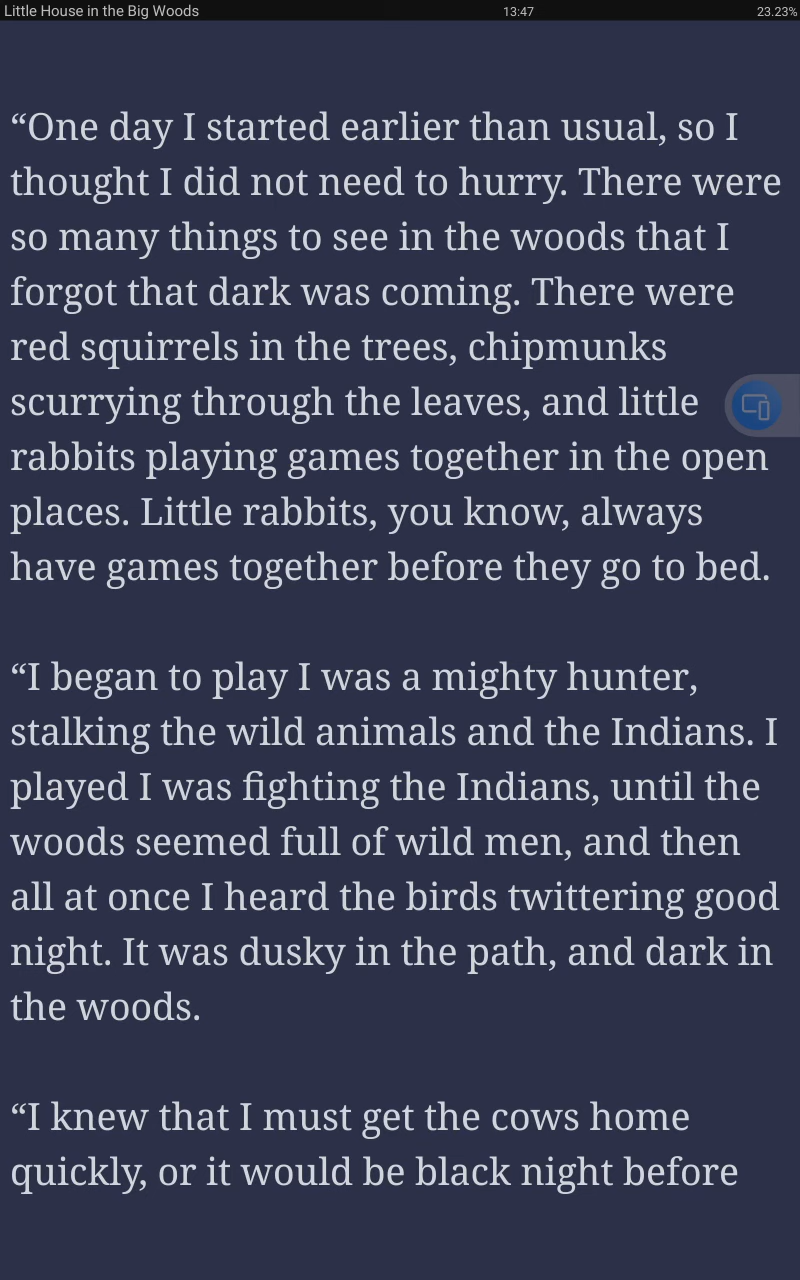 Little House in the Big Woods 13:47 23.23%
“One day I started earlier than usual, so I
thought I did not need to hurry. There were
so many things to see in the woods that I
forgot that dark was coming. There were
red squirrels in the trees, chipmunks
scurrying through the leaves, and little
rabbits playing games together in the open
places. Little rabbits, you know, always
have games together before they go to bed.
“I began to play I was a mighty hunter,
stalking the wild animals and the Indians. I
played I was fighting the Indians, until the
woods seemed full of wild men, and then
all at once I heard the birds twittering good
night. It was dusky in the path, and dark in
the woods.
“I knew that I must get the cows home
quickly, or it would be black night before